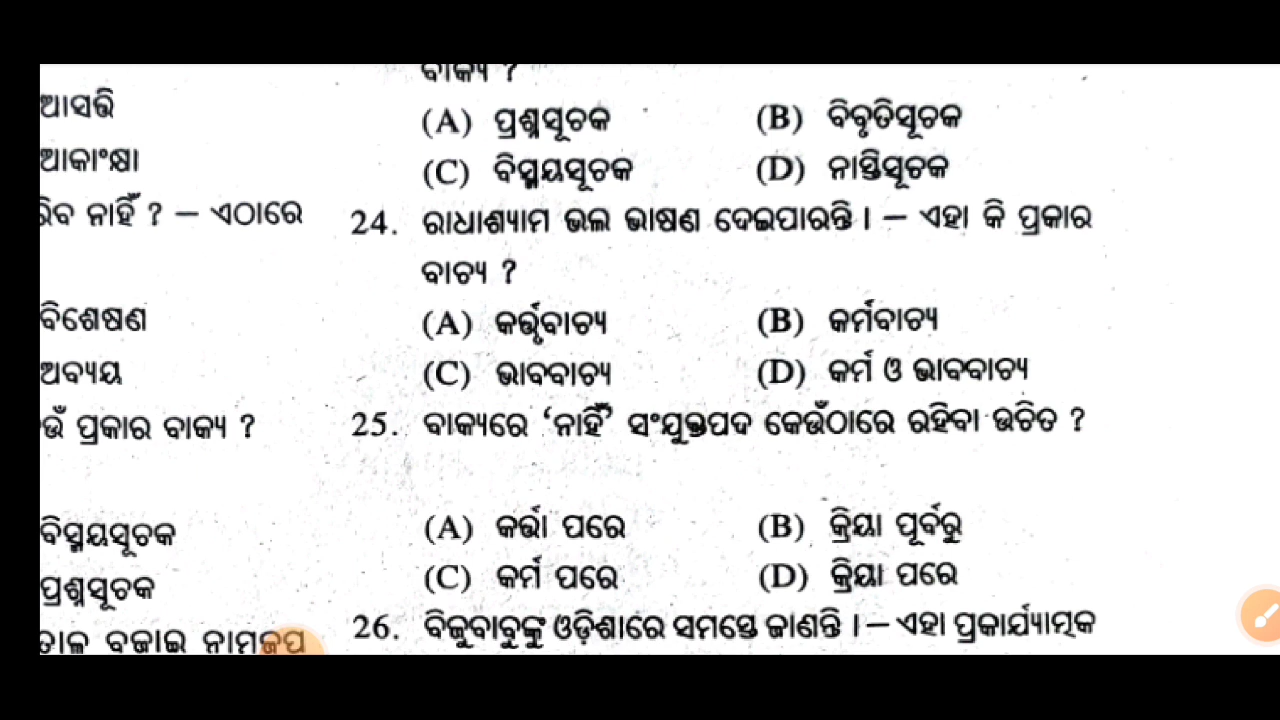 ଆସତ୍ତି
ଆକାଂକ୍ଷା
ନାହିଁ ? — ଏଠାରେ
ବିଶେଷଣ
ଅବ୍ୟୟ
ଉଁ ପ୍ରକାର ବାକ୍ୟ ?
ବିସ୍ମୟସୂଚକ
ପ୍ରଶ୍ନସୂଚକ
ତାଳ ବଜାଇ ନାମଜପ
ବାକ୍ୟ ?
(A) ପ୍ରଶ୍ନସୂଚକ (B) ବିବୃତିସୂଚକ
(C) ବିସ୍ମୟସୂଚକ (D) ନାସ୍ତିସୂଚକ
24. ରାଧାଶ୍ୟାମ ଭଲ ଭାଷଣ ଦେଇପାରନ୍ତି । — ଏହା କି ପ୍ରକାର
ବାଚ୍ୟ ?
(A) କର୍ତ୍ତୃବାଚ୍ୟ (B) କର୍ମବାଚ୍ୟ
(C) ଭାବବାଚ୍ୟ (D) କର୍ମ ଓ ଭାବବାଚ୍ୟ
25. ବାକ୍ୟରେ ‘ନାହିଁ’ ସଂଯୁକ୍ତପଦ କେଉଁଠାରେ ରହିବା ଉଚିତ ?
(A) କର୍ତ୍ତା ପରେ (B) କ୍ରିୟା ପୂର୍ବରୁ
(C) କର୍ମ ପରେ (D) କ୍ରିୟା ପରେ
26. ବିଜୁବାବୁଙ୍କୁ ଓଡ଼ିଶାରେ ସମସ୍ତେ ଜାଣନ୍ତି । — ଏହା ପ୍ରକାର୍ଯ୍ୟାତ୍ମକ